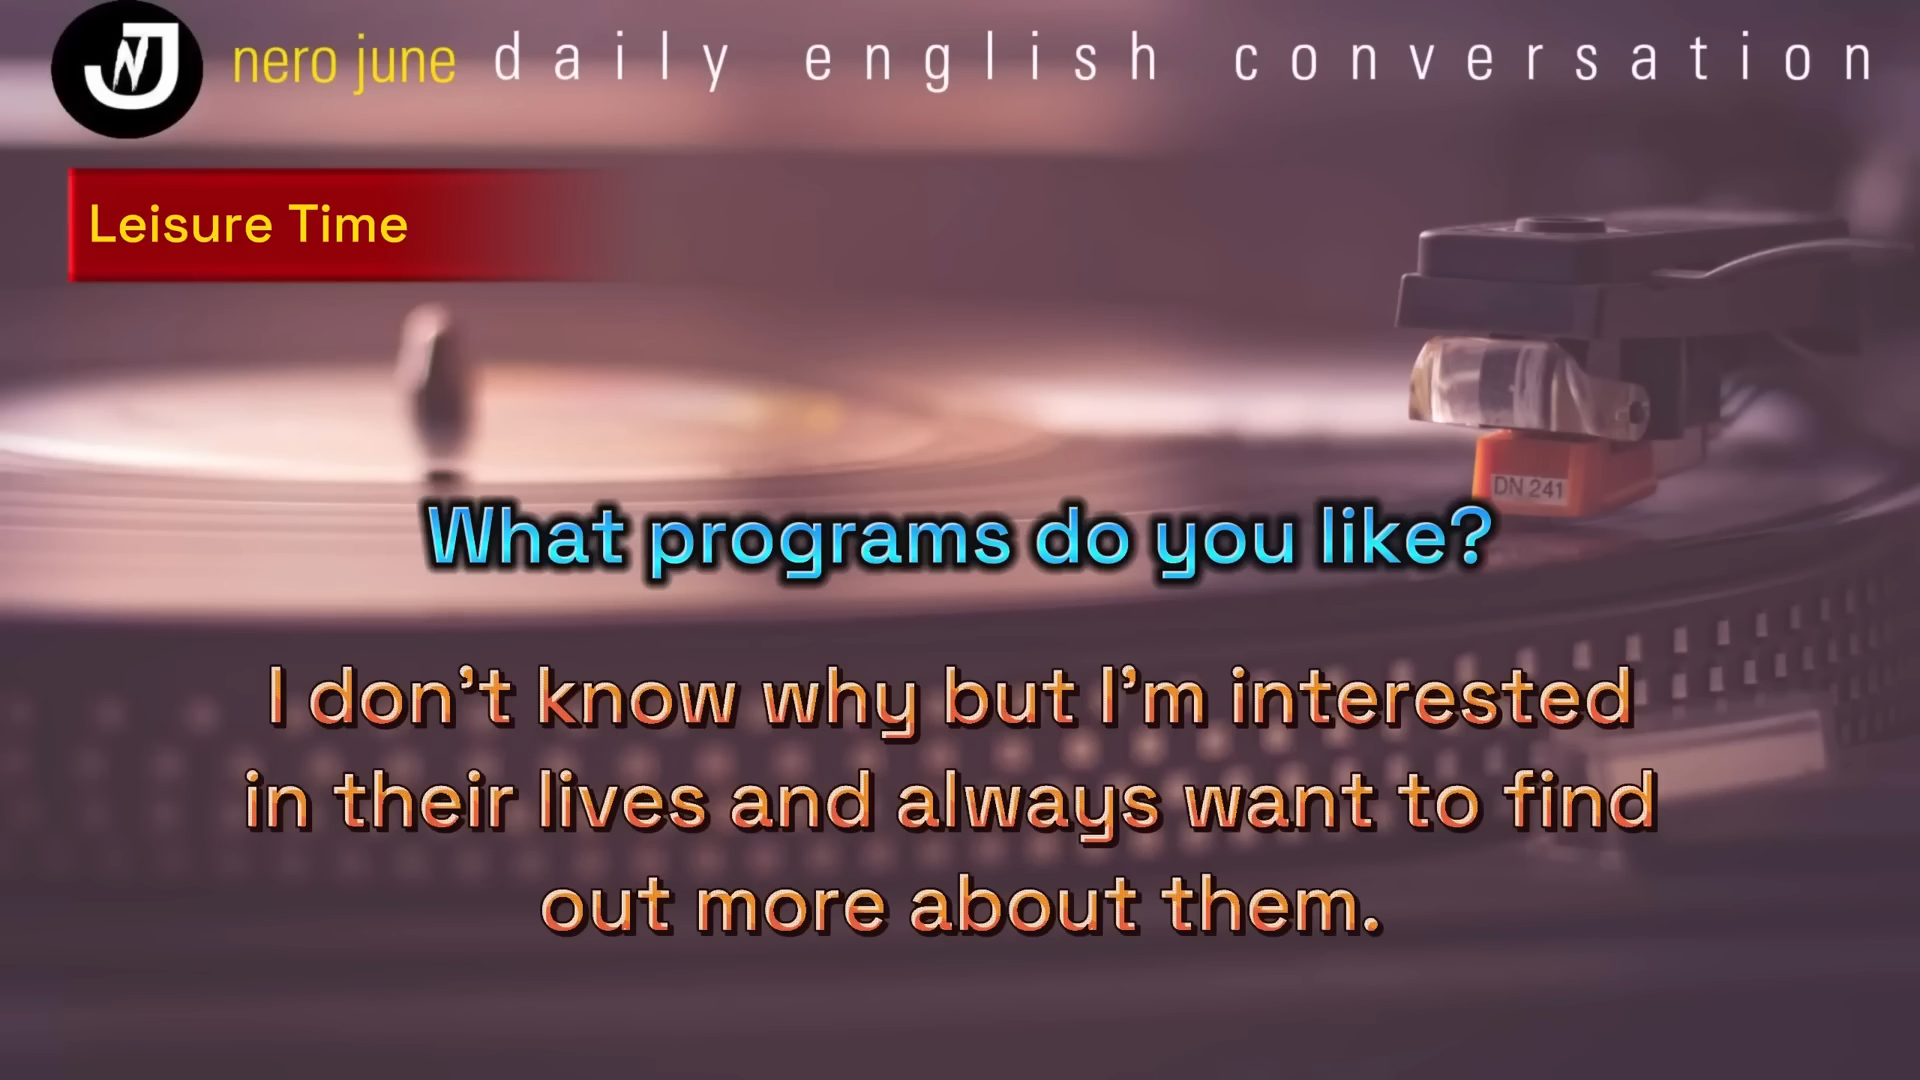 NJ
nero june daily english conversation
Leisure Time
DN 241
What programs do you like?
I don't know why but I'm interested
in their lives and always want to find
out more about them.